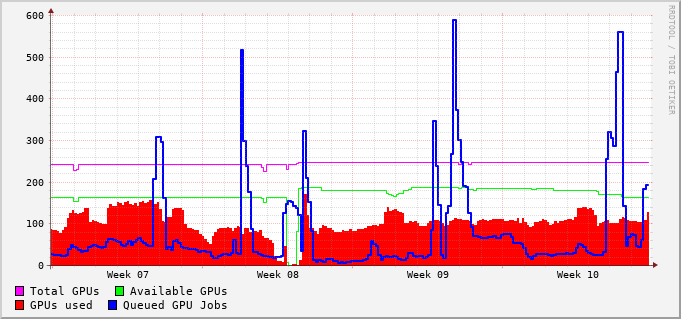 600
500
400
300
200
100
0
Week 07 Week 08 Week 09 Week 10
Total GPUs Available GPUs
GPUs used Queued GPU Jobs
RRDTOOL / TOBI OETIKER